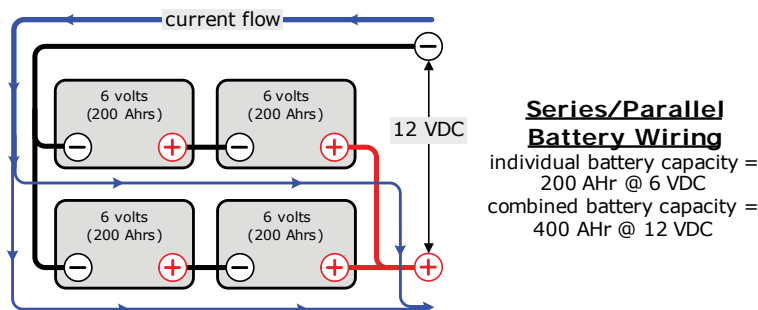 current flow
6 volts
(200 Ahrs)
6 volts
(200 Ahrs)
12 VDC
6 volts
(200 Ahrs)
6 volts
(200 Ahrs)
Series/Parallel
Battery Wiring
individual battery capacity =
200 AHr @ 6 VDC
combined battery capacity =
400 AHr @ 12 VDC